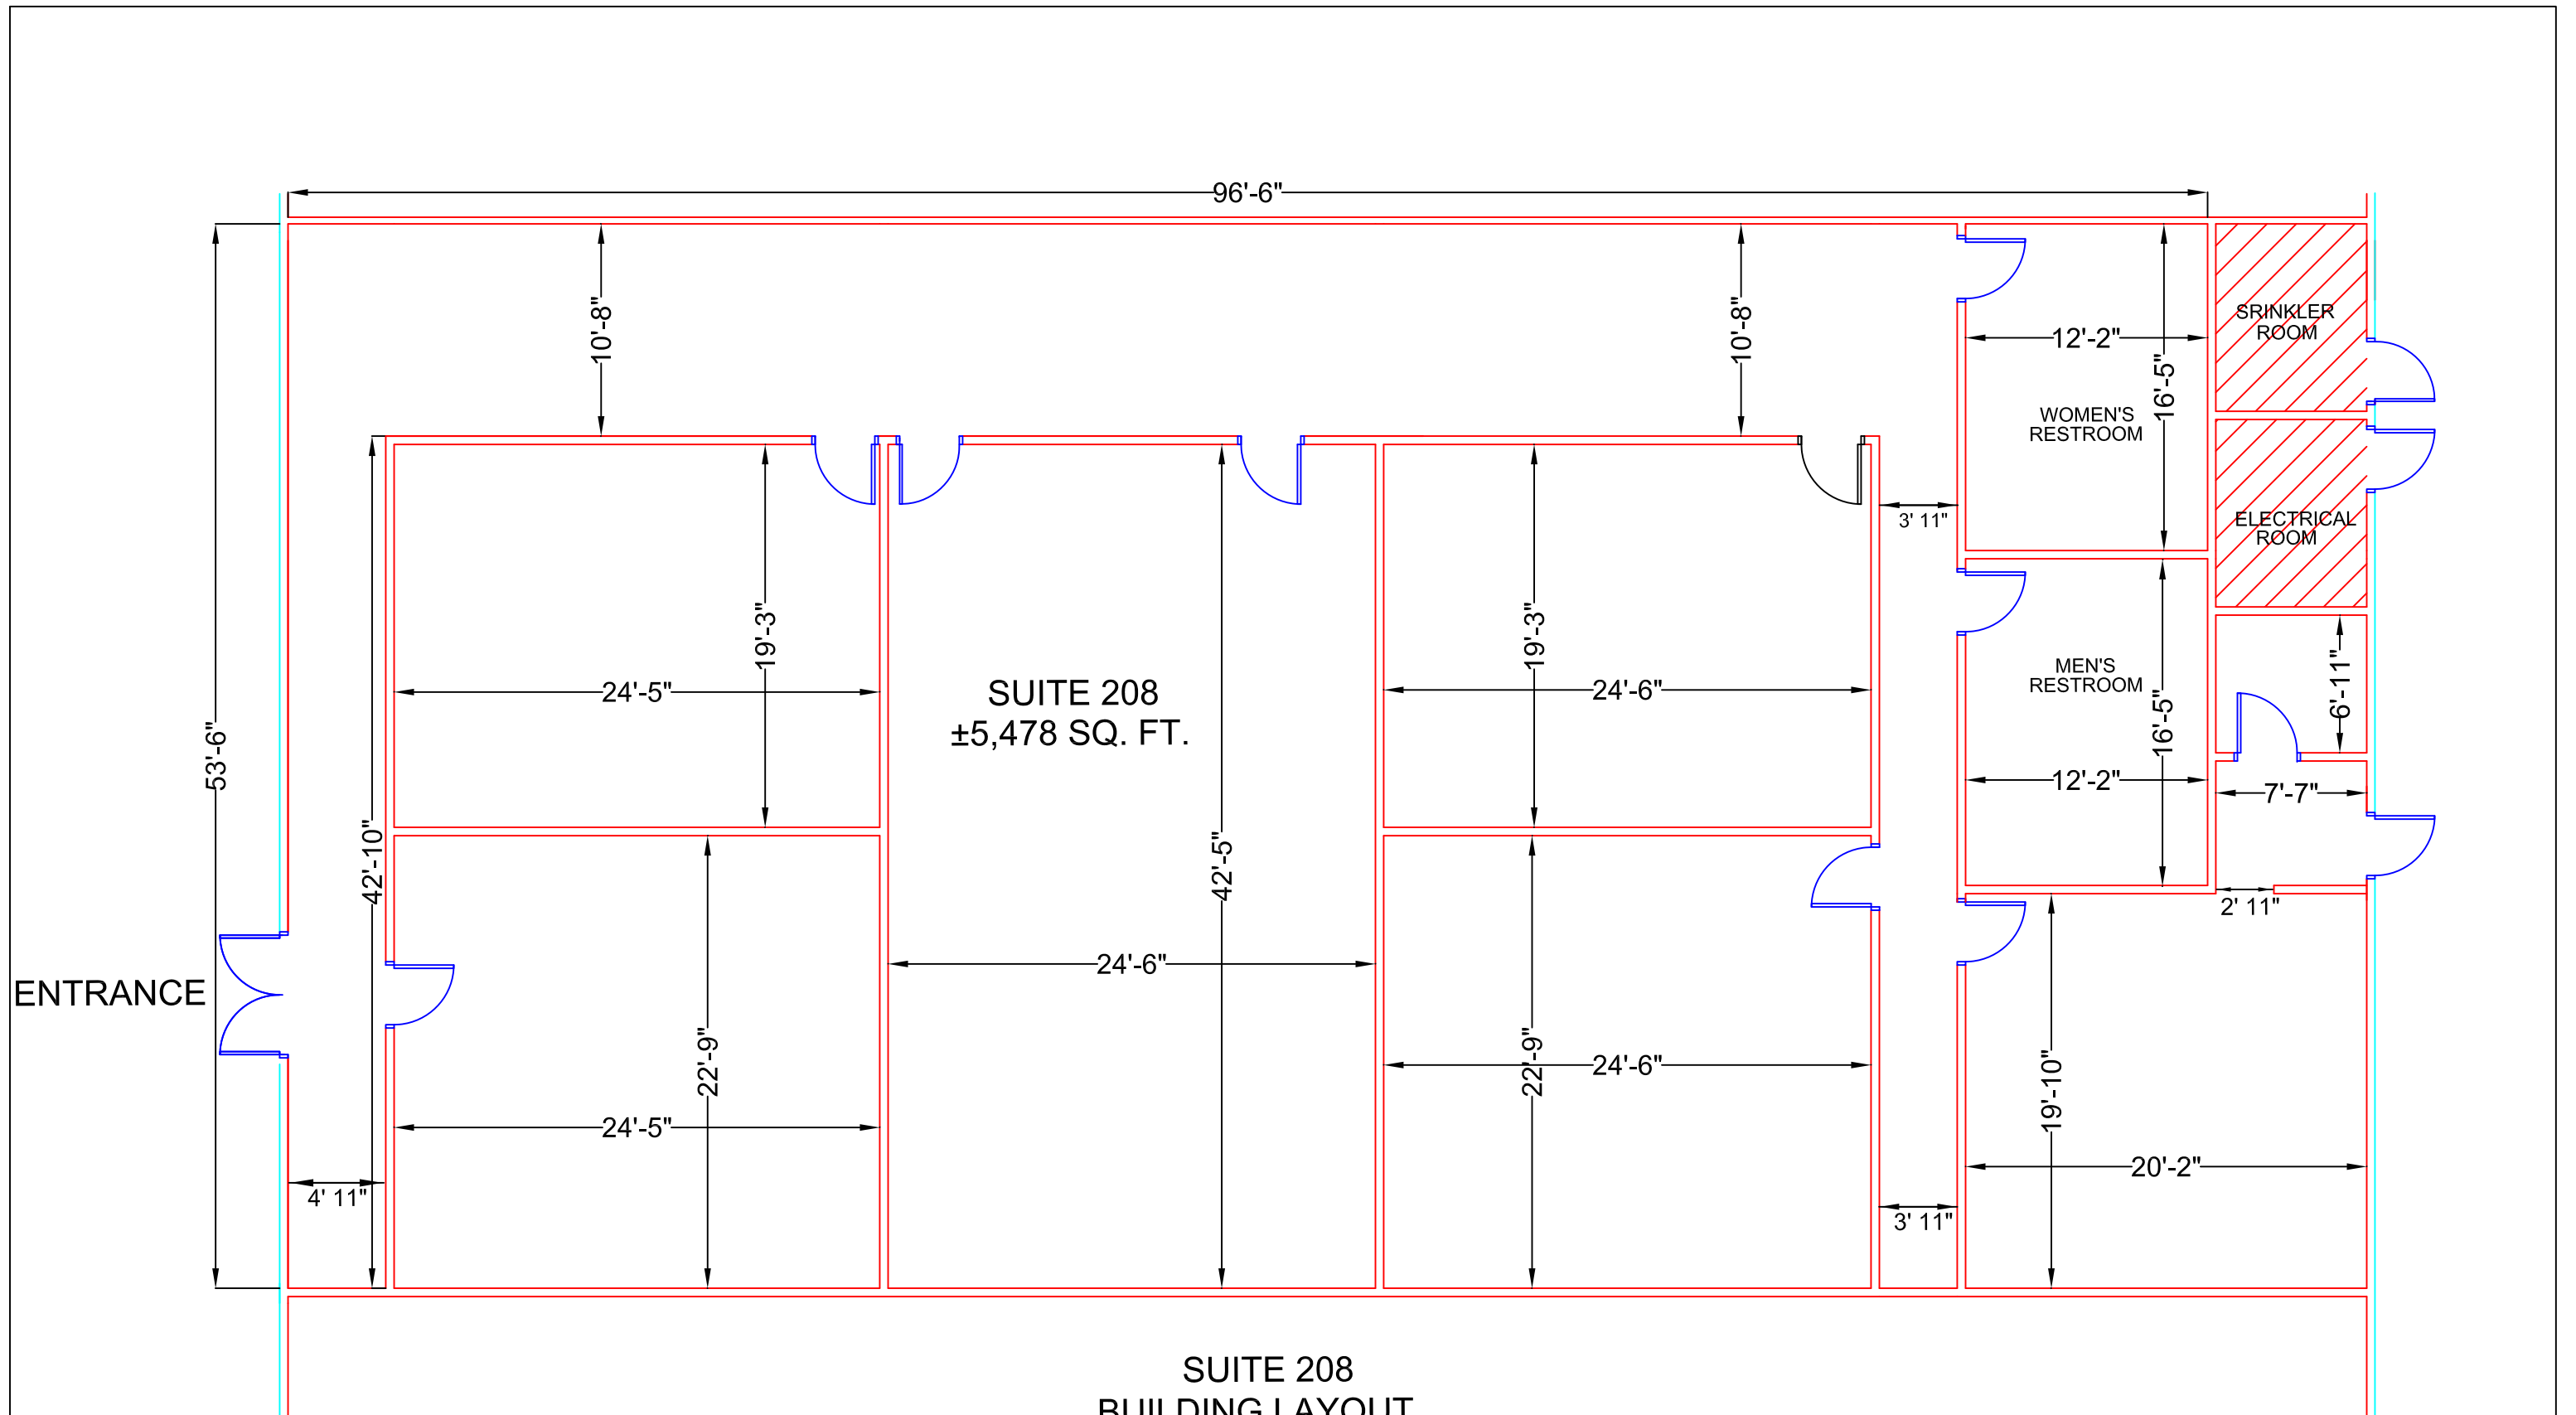 96'-6"
10'-8"
10'-8"
SRINKLER
ROOM
12'-2"
16'-5"
WOMEN'S
RESTROOM
3' 11"
ELECTRICAL
ROOM
19'-3"
19'-3"
24'-5"
SUITE 208
±5,478 SQ. FT.
24'-6"
MEN'S
RESTROOM
16'-5"
6'-11"
53'-6"
12'-2"
7'-7"
42'-10"
42'-5"
2' 11"
24'-6"
ENTRANCE
22'-9"
22'-9"
24'-6"
19'-10"
24'-5"
20'-2"
4' 11"
3' 11"
SUITE 208
BUILDING LAYOUT